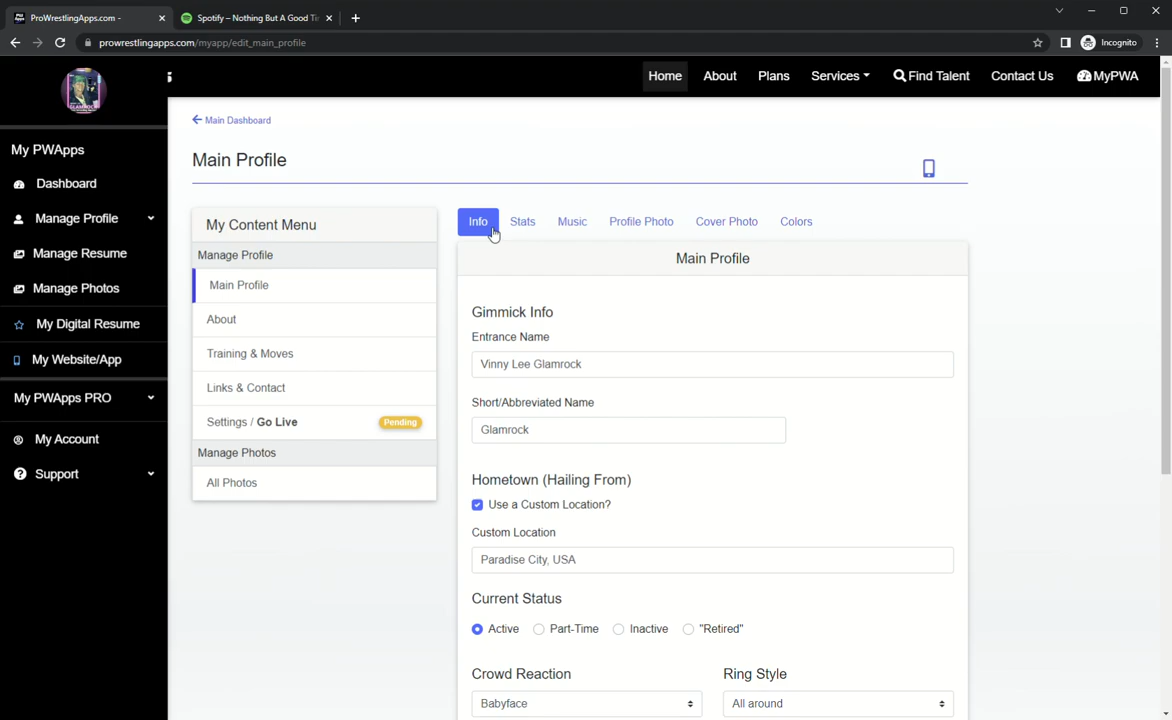 ProWrestlingApps.com -
Spotify – Nothing But A Good Ti
prowrestlingapps.com/myapp/edit_main_profile
Incognito
Home
About
Plans
Services
Find Talent
Contact Us
MyPWA
My PWApps
Dashboard
Manage Profile
Manage Resume
Manage Photos
My Digital Resume
My Website/App
My PWApps PRO
My Account
Support
Main Dashboard
Main Profile
My Content Menu
Manage Profile
Main Profile
About
Training & Moves
Links & Contact
Settings / Go Live
Pending
Manage Photos
All Photos
Info
Stats
Music
Profile Photo
Cover Photo
Colors
Main Profile
Gimmick Info
Entrance Name
Vinny Lee Glamrock
Short/Abbreviated Name
Glamrock
Hometown (Hailing From)
Use a Custom Location?
Custom Location
Paradise City, USA
Current Status
Active
Part-Time
Inactive
"Retired"
Crowd Reaction
Ring Style
Babyface
All around